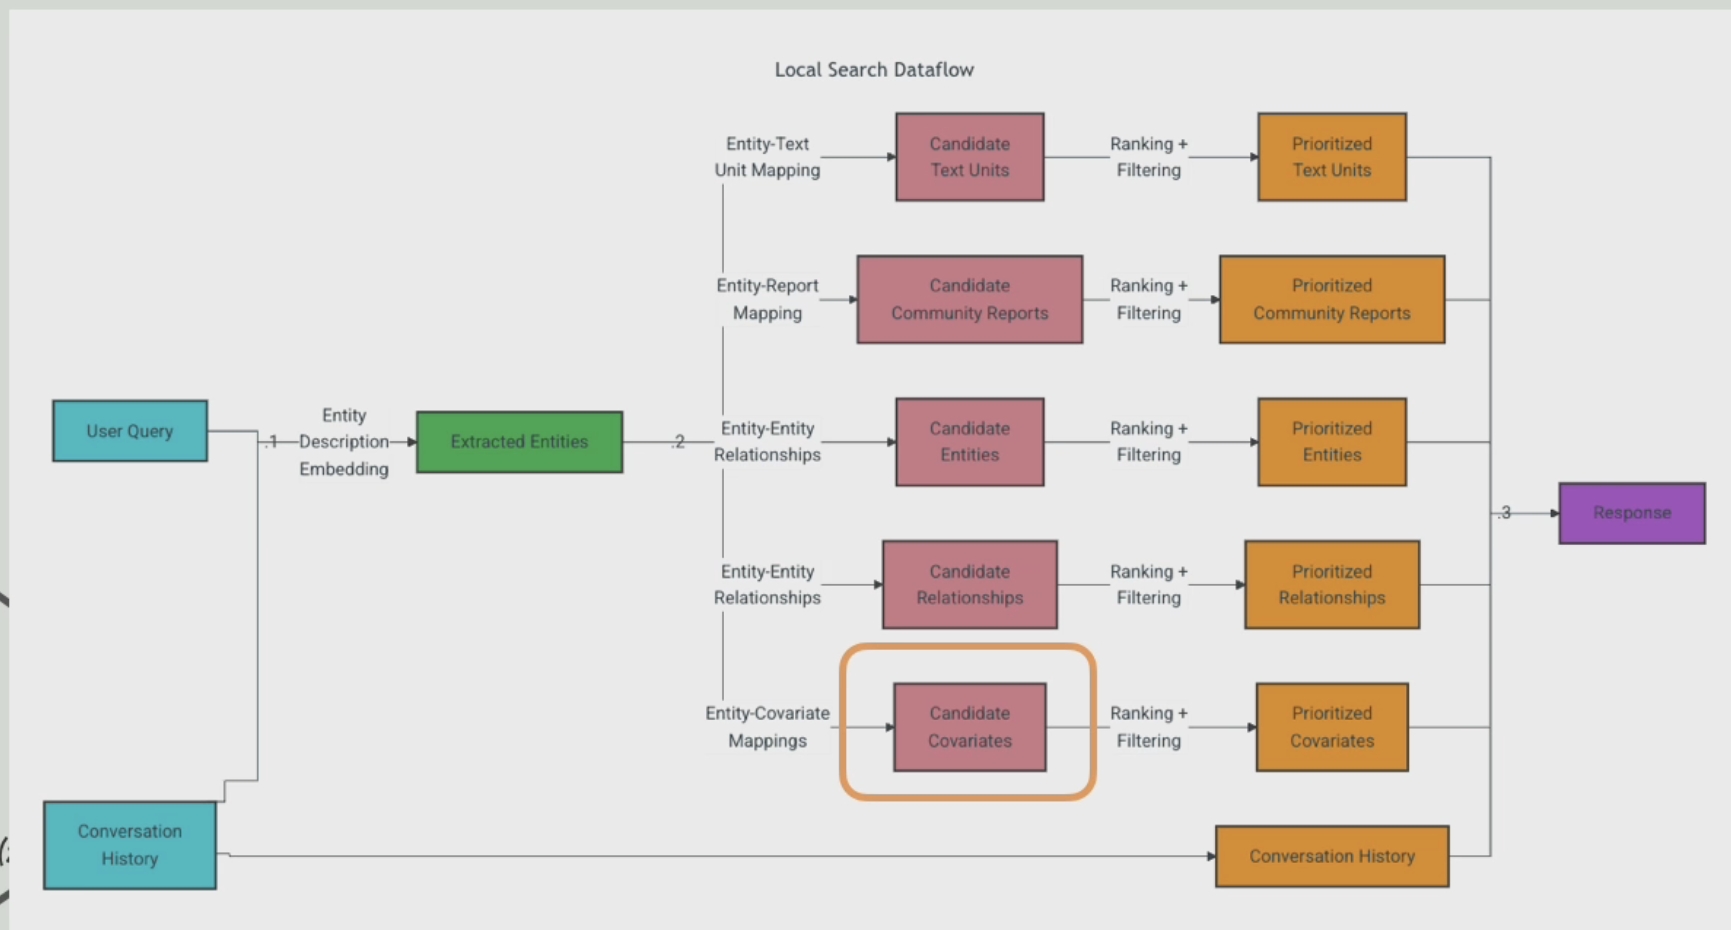 Local Search Dataflow
Entity-Text
Unit Mapping
Candidate
Text Units
Ranking +
Filtering
Prioritized
Text Units
Entity-Report
Mapping
Candidate
Community Reports
Ranking +
Filtering
Prioritized
Community Reports
User Query
.1
Entity
Description
Embedding
Extracted Entities
.2
Entity-Entity
Relationships
Candidate
Entities
Ranking +
Filtering
Prioritized
Entities
.3
Response
Entity-Entity
Relationships
Candidate
Relationships
Ranking +
Filtering
Prioritized
Relationships
Entity-Covariate
Mappings
Candidate
Covariates
Ranking +
Filtering
Prioritized
Covariates
Conversation
History
Conversation History